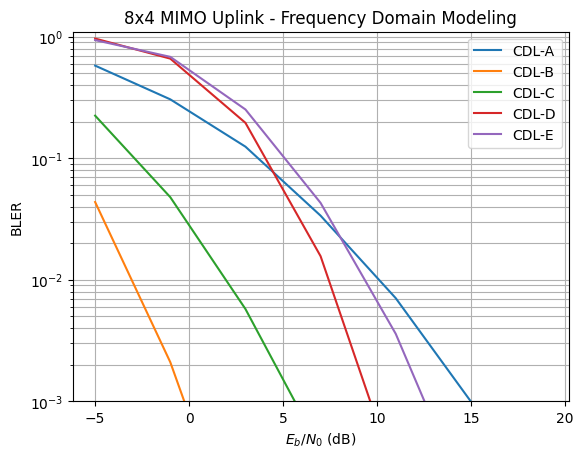 8x4 MIMO Uplink - Frequency Domain Modeling
10⁰
10⁻¹
10⁻²
10⁻³
BLER
CDL-A
CDL-B
CDL-C
CDL-D
CDL-E
−5
0
5
10
15
20
E_b/N_0 (dB)